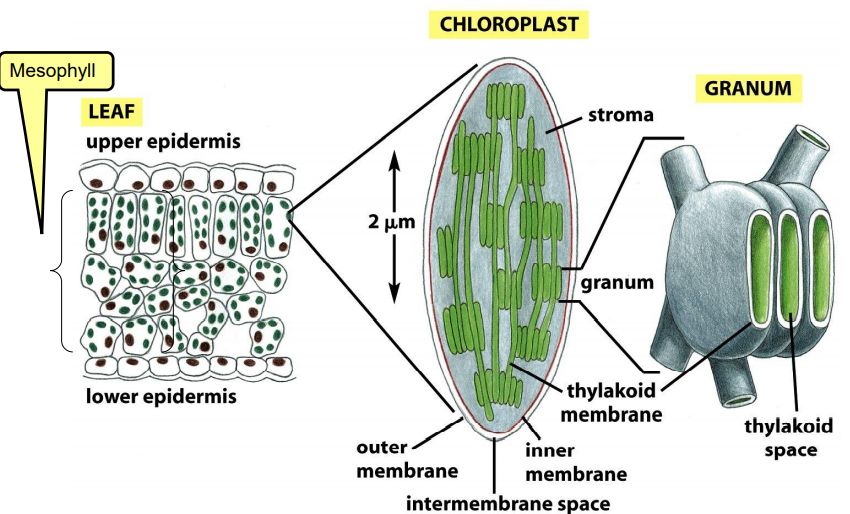 CHLOROPLAST
Mesophyll
LEAF
upper epidermis
GRANUM
stroma
2 μm
granum
lower epidermis
thylakoid
membrane
thylakoid
space
outer
membrane
inner
membrane
intermembrane space